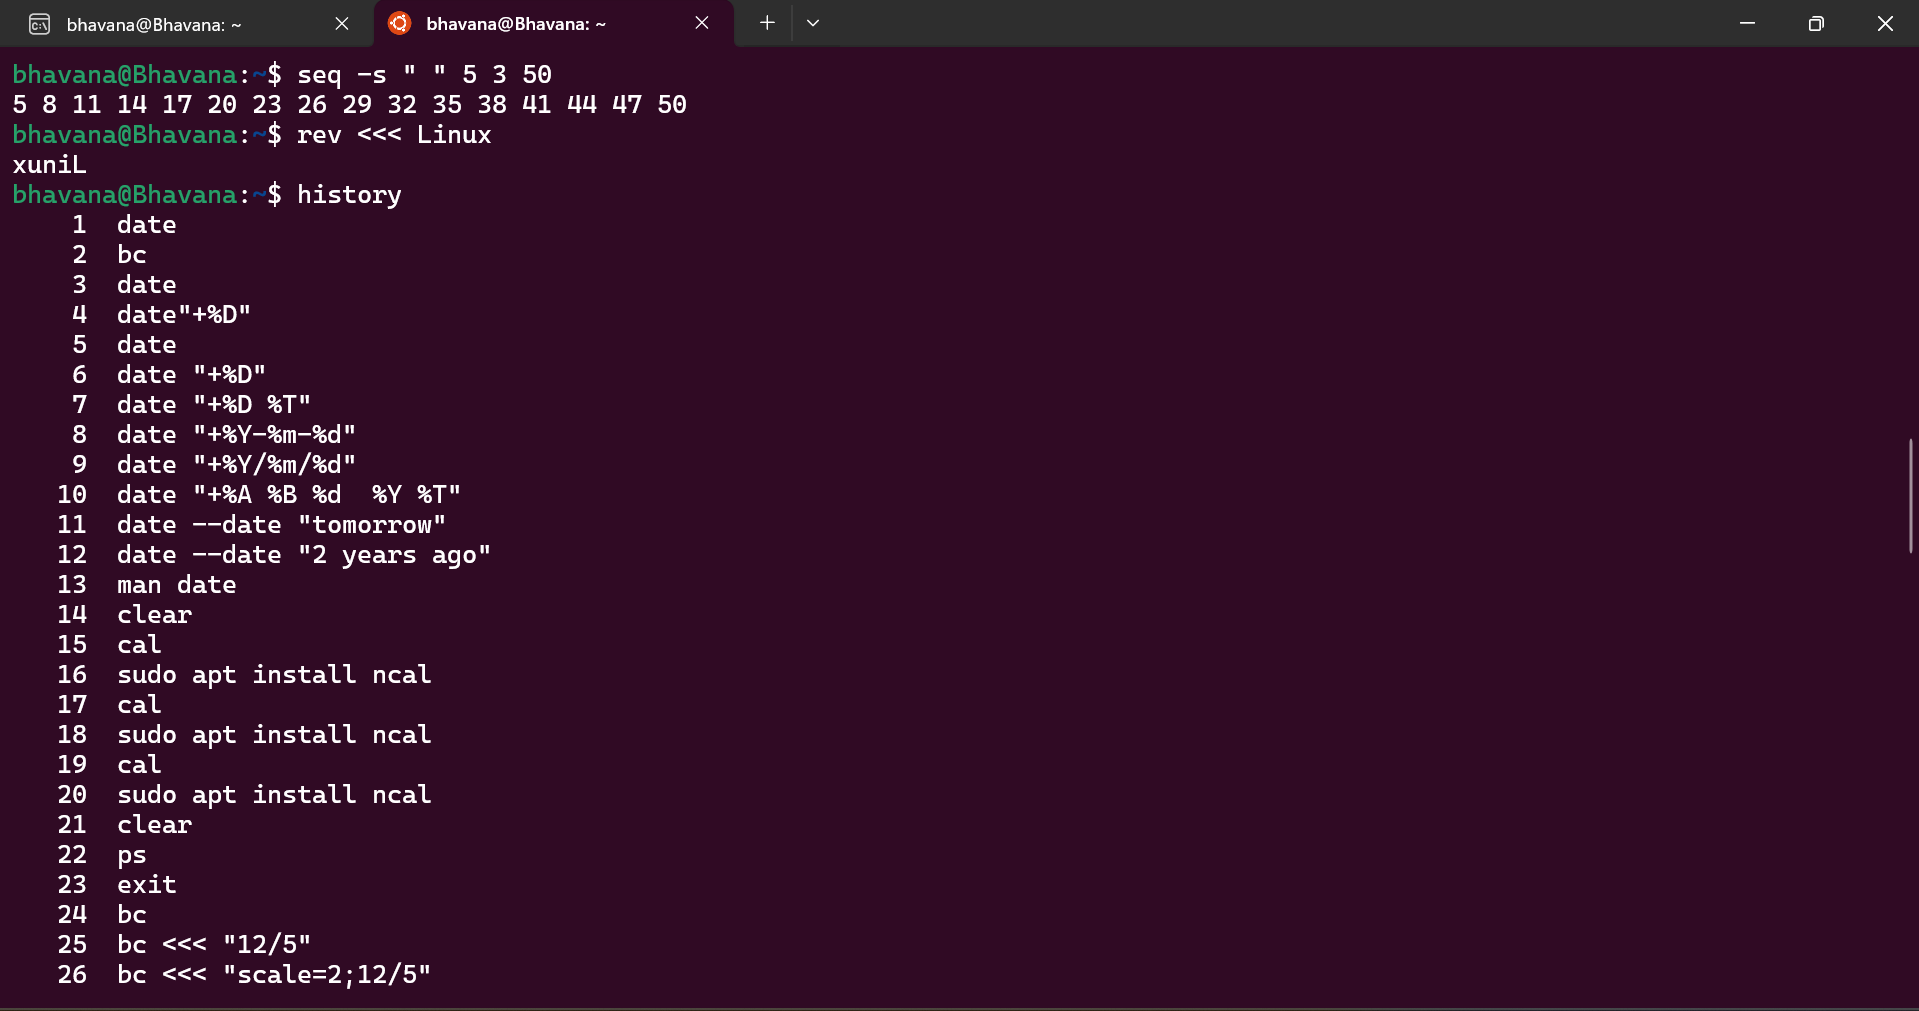 bhavana@Bhavana: ~
bhavana@Bhavana: ~
bhavana@Bhavana:~$ seq -s " " 5 3 50
5 8 11 14 17 20 23 26 29 32 35 38 41 44 47 50
bhavana@Bhavana:~$ rev <<< Linux
xuniL
bhavana@Bhavana:~$ history
1 date
2 bc
3 date
4 date"+%D"
5 date
6 date "+%D"
7 date "+%D %T"
8 date "+%Y-%m-%d"
9 date "+%Y/%m/%d"
10 date "+%A %B %d  %Y %T"
11 date --date "tomorrow"
12 date --date "2 years ago"
13 man date
14 clear
15 cal
16 sudo apt install ncal
17 cal
18 sudo apt install ncal
19 cal
20 sudo apt install ncal
21 clear
22 ps
23 exit
24 bc
25 bc <<< "12/5"
26 bc <<< "scale=2;12/5"